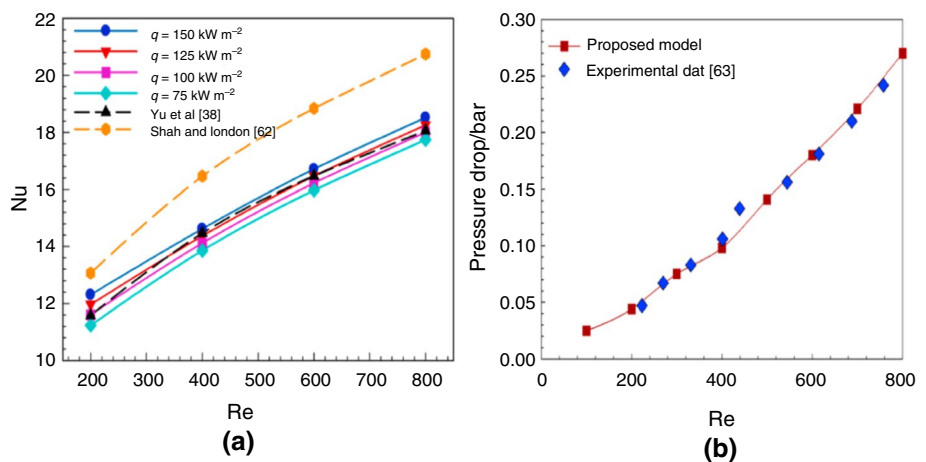 22
20
18
16
14
12
10
Nu
q = 150 kW m⁻²
q = 125 kW m⁻²
q = 100 kW m⁻²
q = 75 kW m⁻²
Yu et al [38]
Shah and london [62]
200 300 400 500 600 700 800
Re
(a)
0.30
0.25
0.20
0.15
0.10
0.05
0.00
Pressure drop/bar
Proposed model
Experimental dat [63]
0 200 400 600 800
Re
(b)